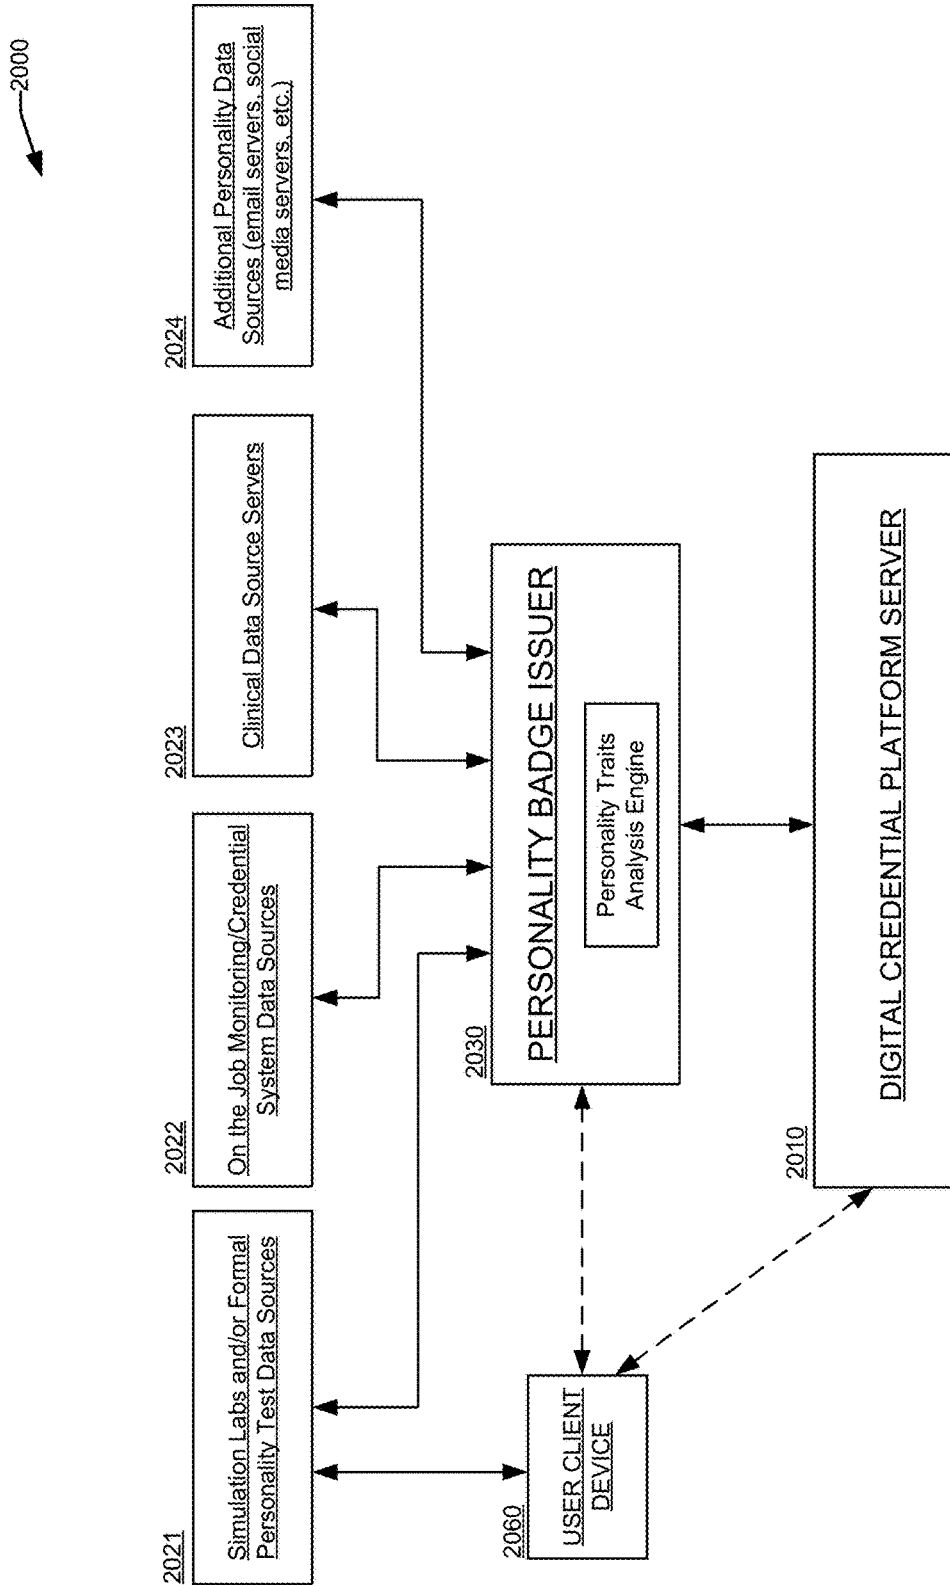 2000
2021
Simulation Labs and/or Formal
Personality Test Data Sources
2022
On the Job Monitoring/Credential
System Data Sources
2023
Clinical Data Source Servers
2024
Additional Personality Data
Sources (email servers, social
media servers, etc.)
2030
PERSONALITY BADGE ISSUER
Personality Traits
Analysis Engine
2060
USER CLIENT
DEVICE
2010
DIGITAL CREDENTIAL PLATFORM SERVER